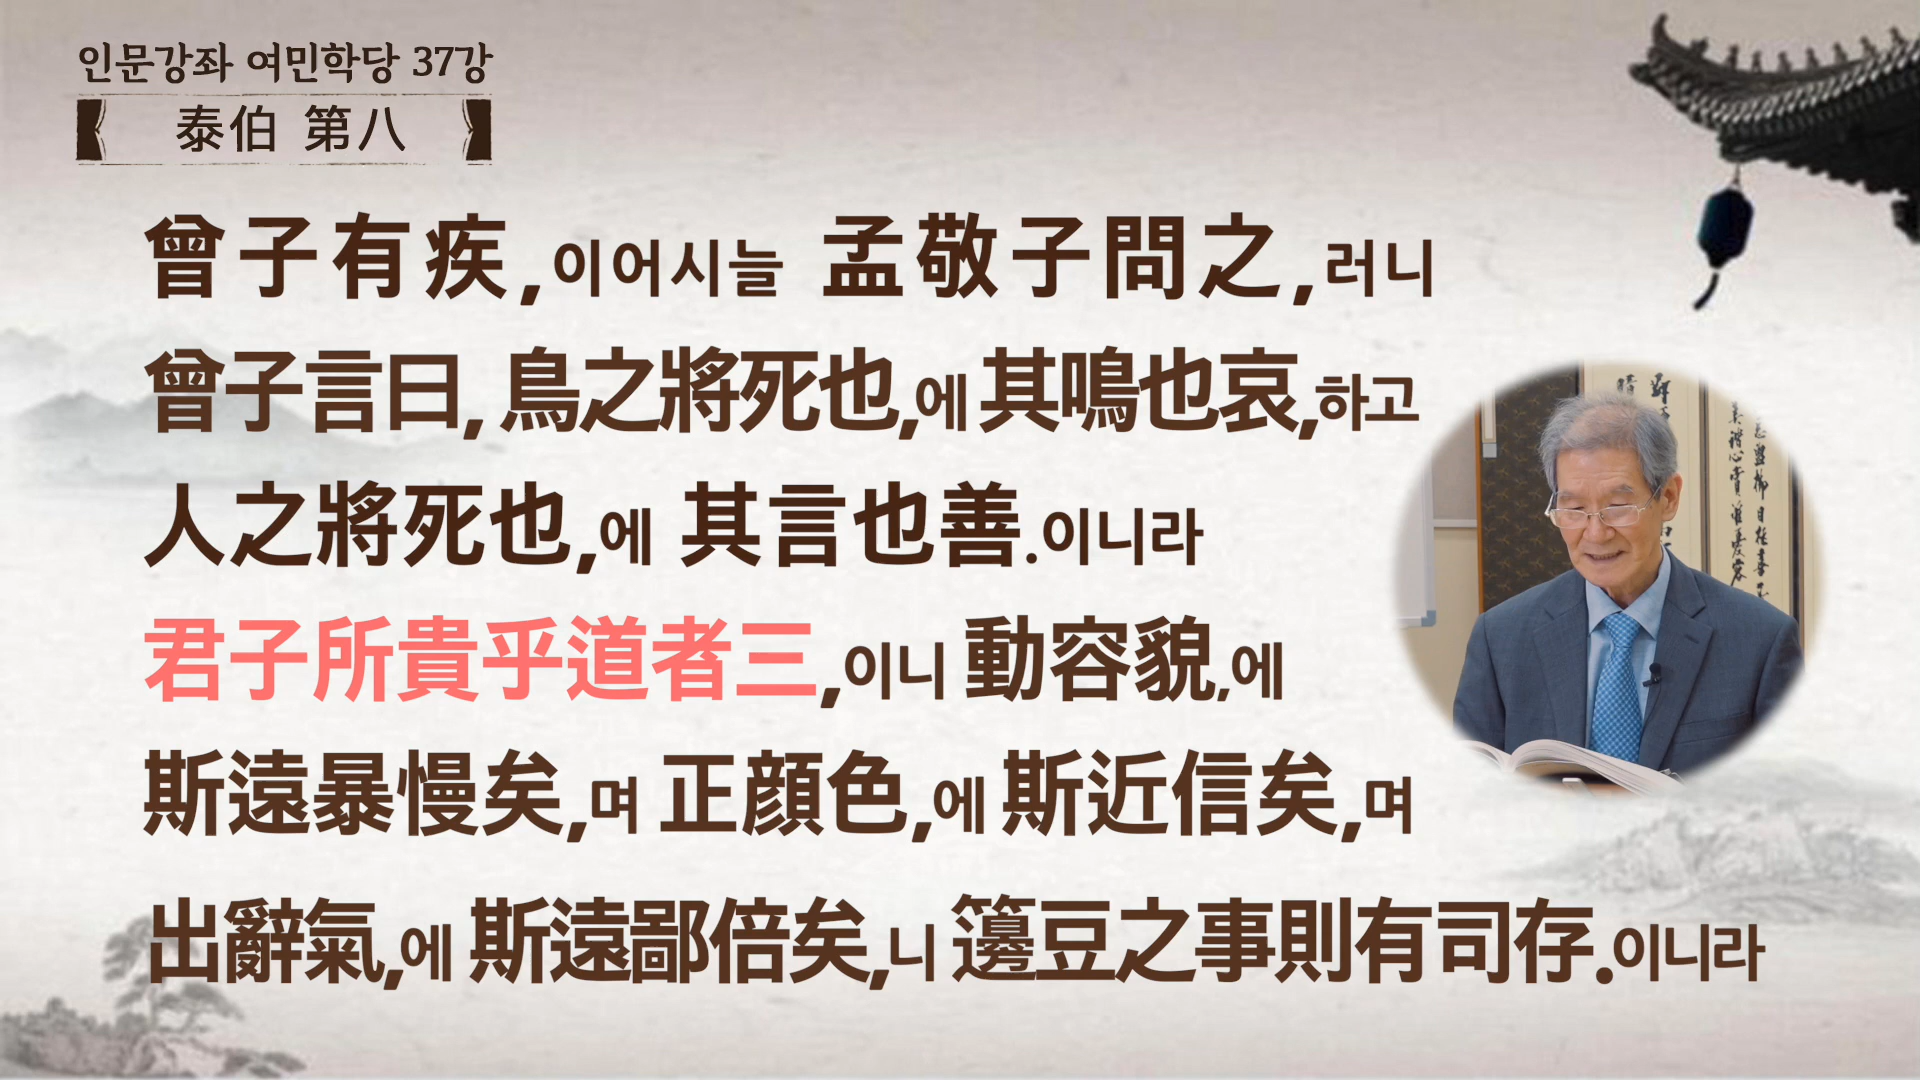 인문강좌 여민학당 37강
泰伯 第八
曾子有疾,이어시늘 孟敬子問之,러니
曾子言曰, 鳥之將死也,에 其鳴也哀,하고
人之將死也,에 其言也善.이니라
君子所貴乎道者三,이니 動容貌,에
斯遠暴慢矣,며 正顔色,에 斯近信矣,며
出辭氣,에 斯遠鄙倍矣,니 籩豆之事則有司存.이니라